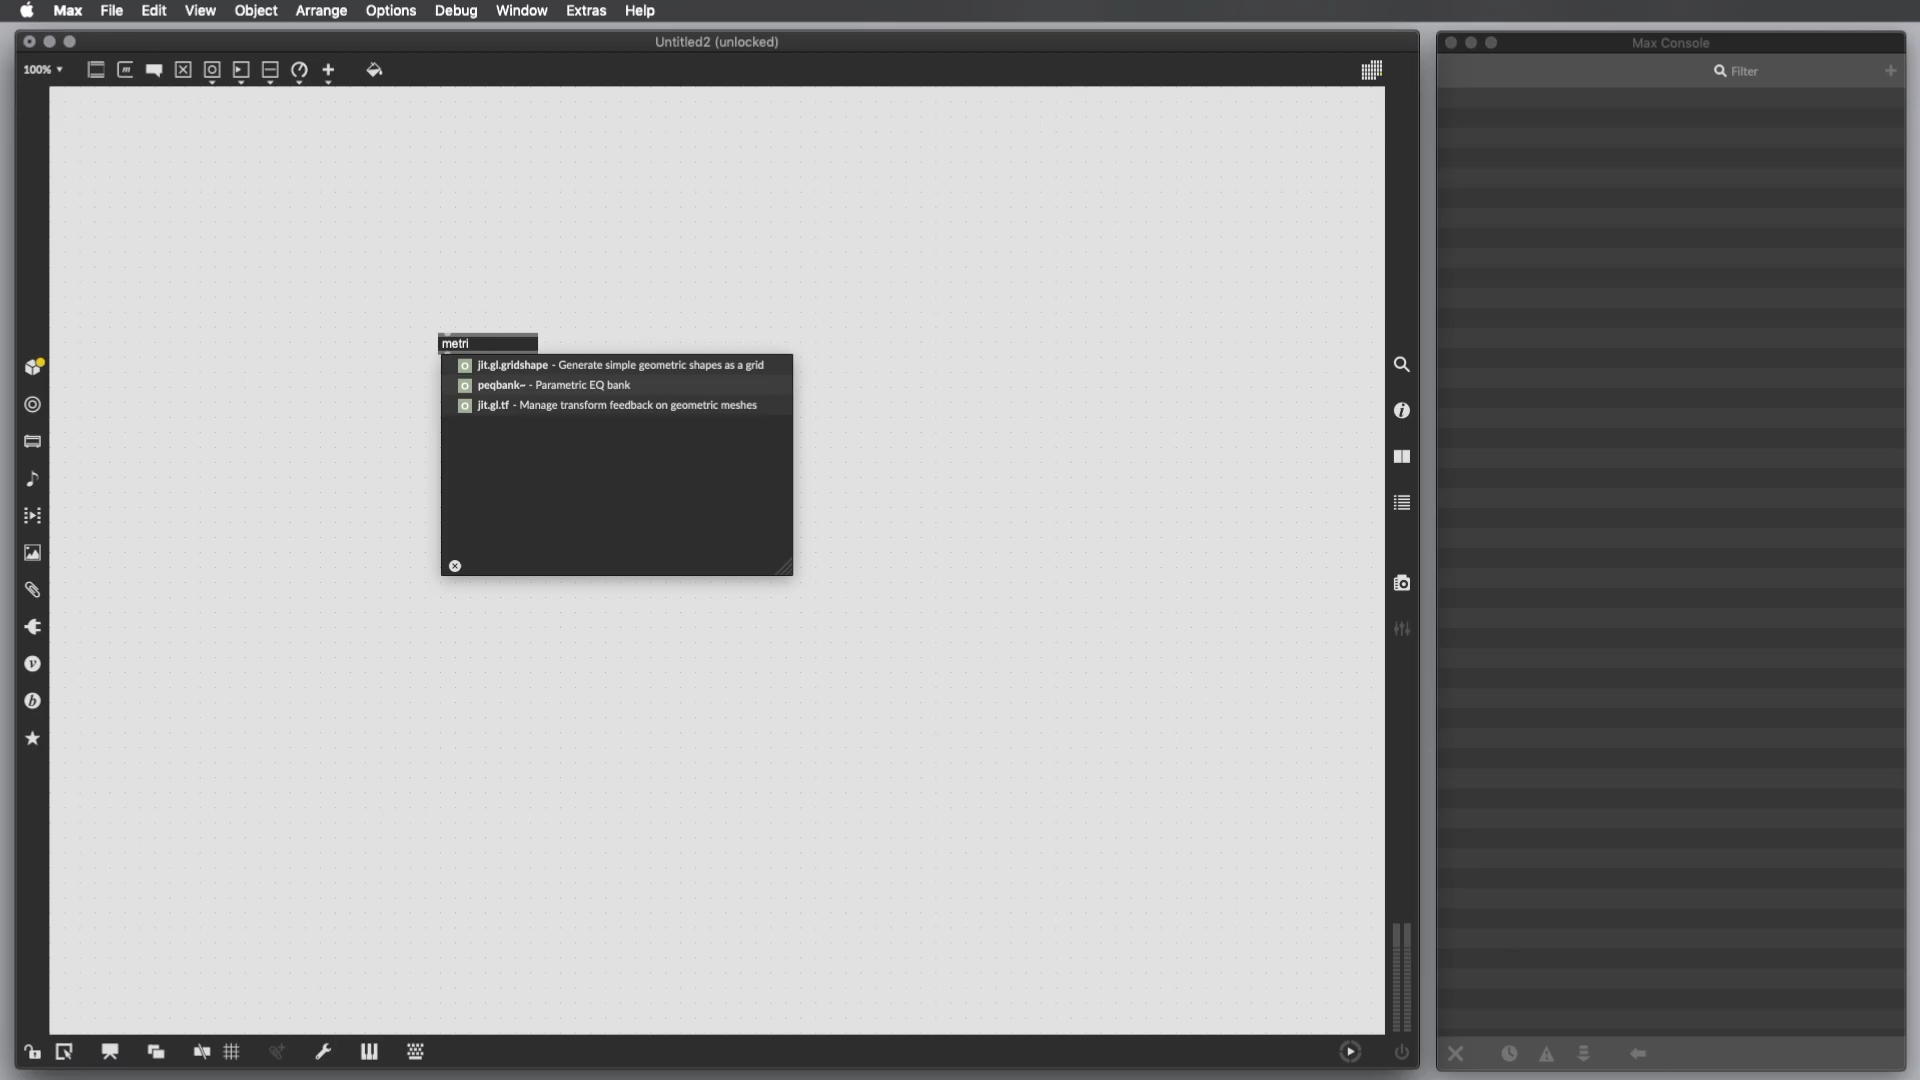 Max File Edit View Object Arrange Options Debug Window Extras Help
Untitled2 (unlocked)
Max Console
100%
Filter
metri
jit.gl.gridshape - Generate simple geometric shapes as a grid
peqbank~ - Parametric EQ bank
jit.gl.tf - Manage transform feedback on geometric meshes